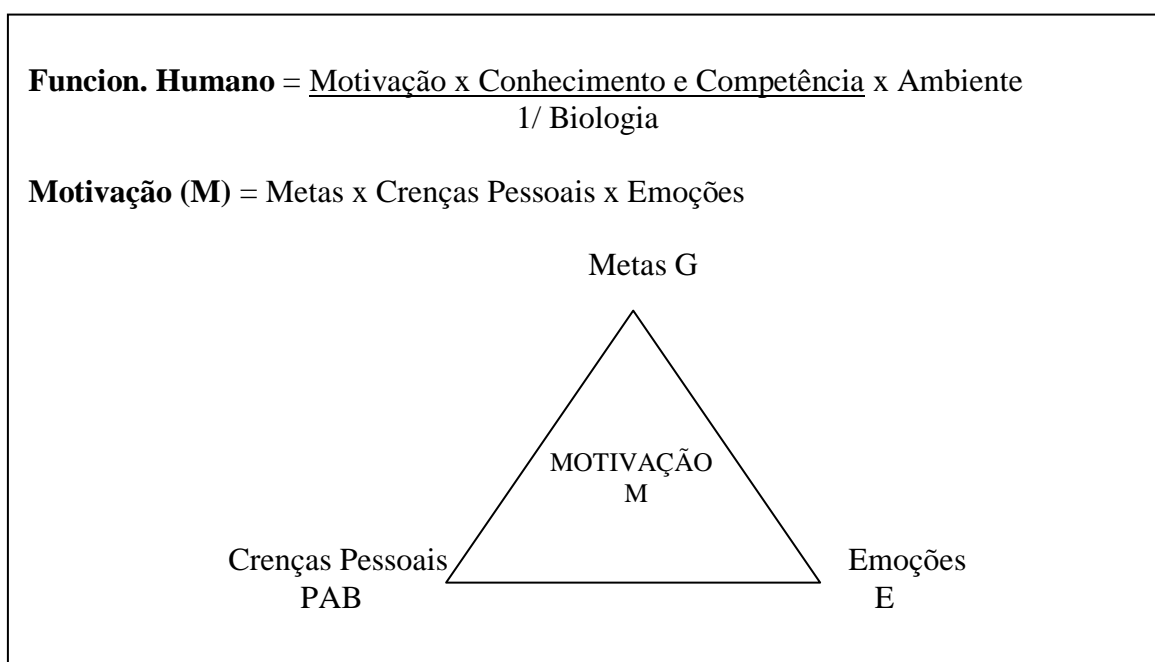 Funcion. Humano = Motivação x Conhecimento e Competência x Ambiente
1/ Biologia
Motivação (M) = Metas x Crenças Pessoais x Emoções
Metas G
MOTIVAÇÃO
M
Crenças Pessoais Emoções
PAB E